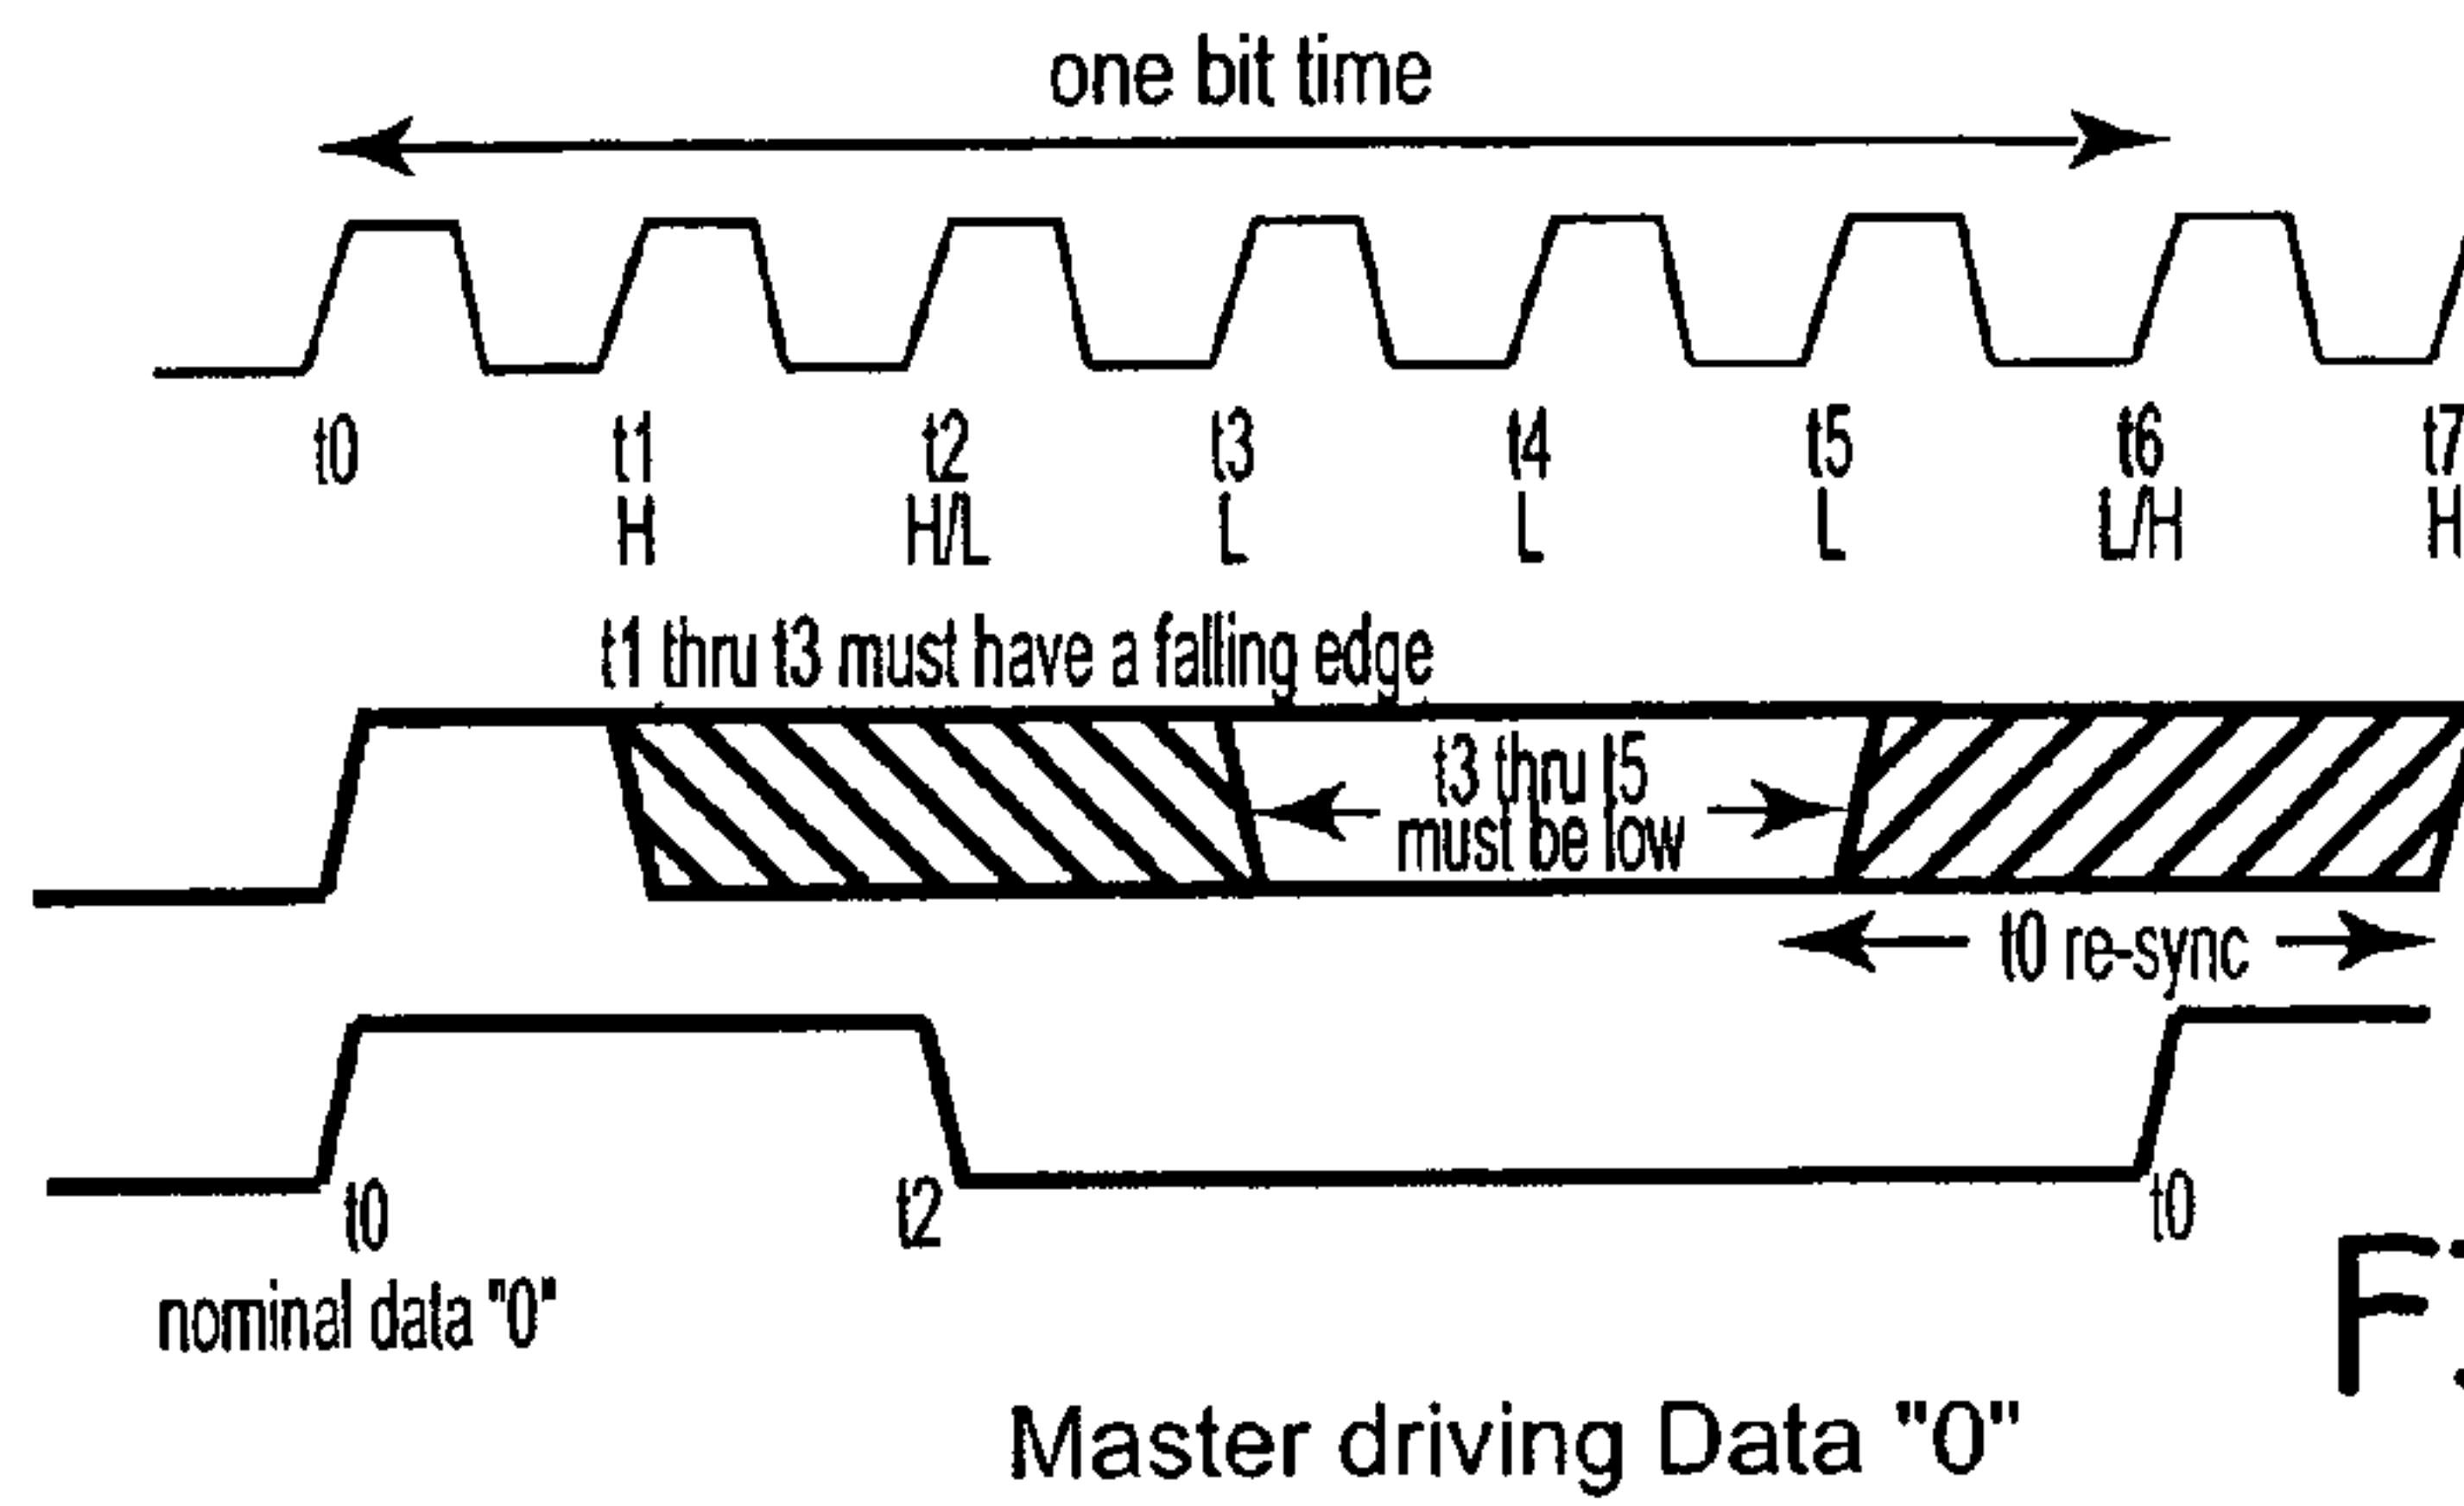 one bit time
t0 t1 t2 t3 t4 t5 t6 t7
H H/L L L L L/H H
t1 thru t3 must have a falling edge
t3 thru t5
must be low
t0 re-sync
t0 t2 t0
nominal data "0"
Master driving Data "0"